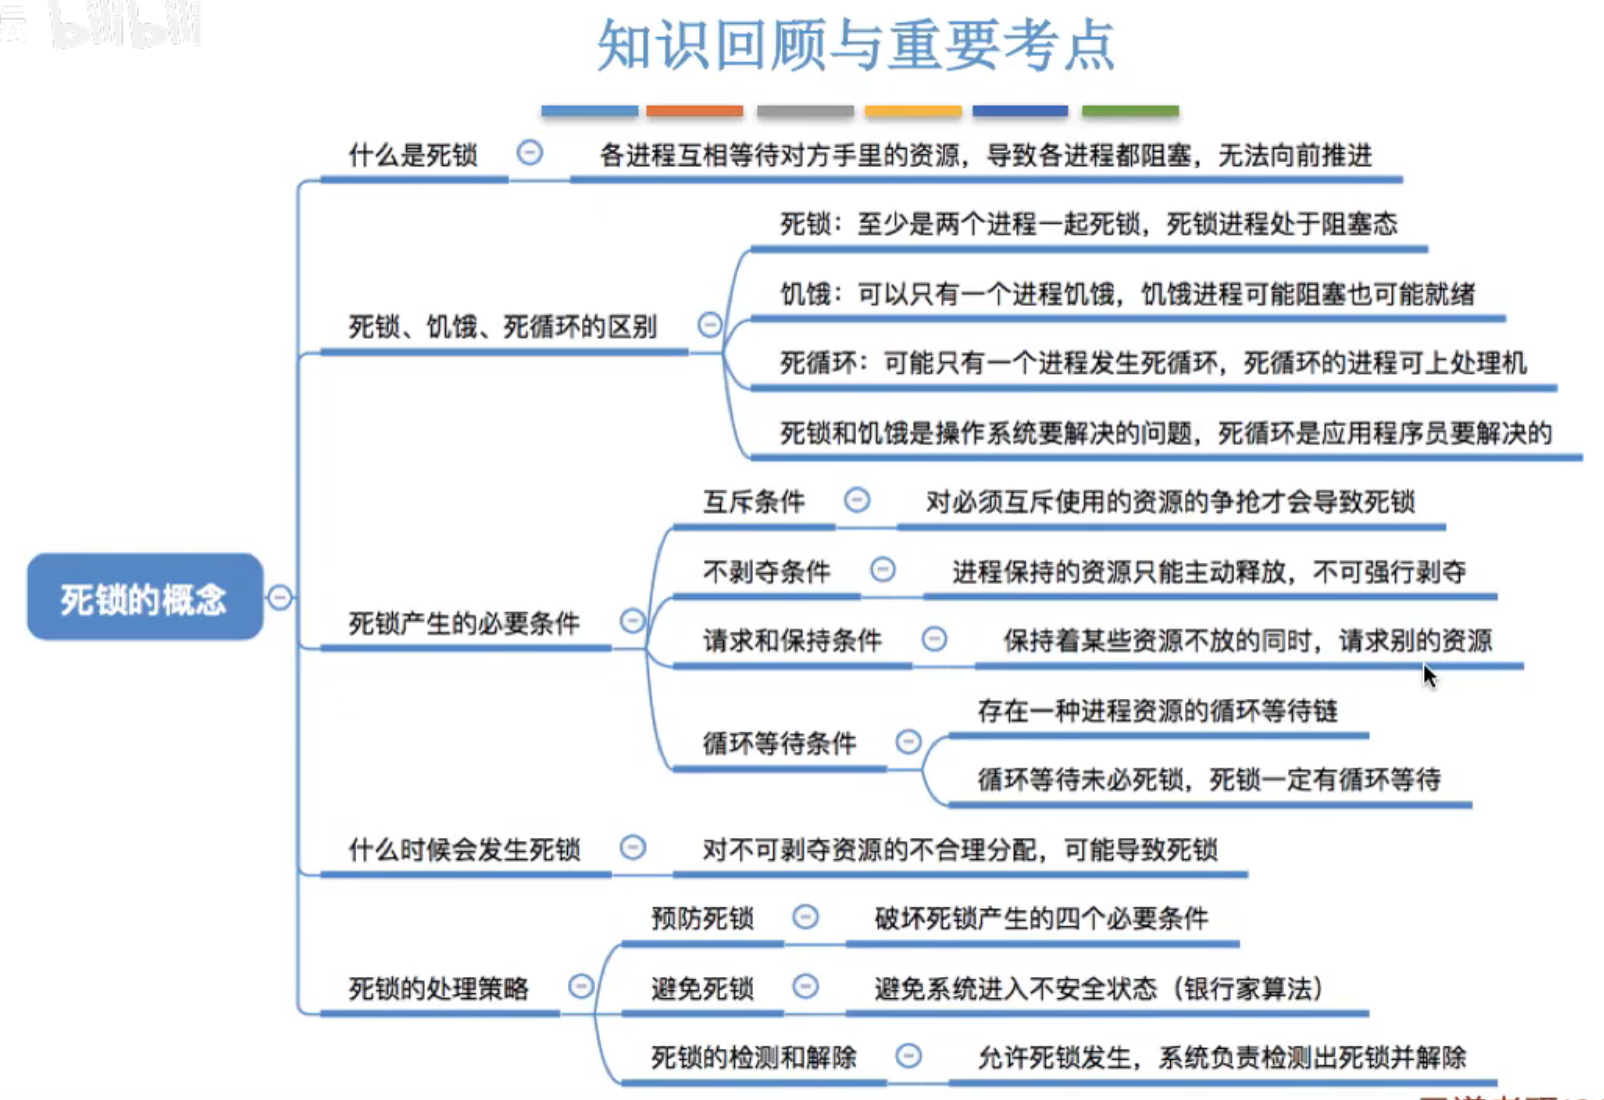 bilibili
知识回顾与重要考点
什么是死锁
各进程互相等待对方手里的资源，导致各进程都阻塞，无法向前推进
死锁、饥饿、死循环的区别
死锁：至少是两个进程一起死锁，死锁进程处于阻塞态
饥饿：可以只有一个进程饥饿，饥饿进程可能阻塞也可能就绪
死循环：可能只有一个进程发生死循环，死循环的进程可上处理机
死锁和饥饿是操作系统要解决的问题，死循环是应用程序员要解决的
死锁的概念
死锁产生的必要条件
互斥条件
对必须互斥使用的资源的争抢才会导致死锁
不剥夺条件
进程保持的资源只能主动释放，不可强行剥夺
请求和保持条件
保持着某些资源不放的同时，请求别的资源
循环等待条件
存在一种进程资源的循环等待链
循环等待未必死锁，死锁一定有循环等待
什么时候会发生死锁
对不可剥夺资源的不合理分配，可能导致死锁
死锁的处理策略
预防死锁
破坏死锁产生的四个必要条件
避免死锁
避免系统进入不安全状态（银行家算法）
死锁的检测和解除
允许死锁发生，系统负责检测出死锁并解除